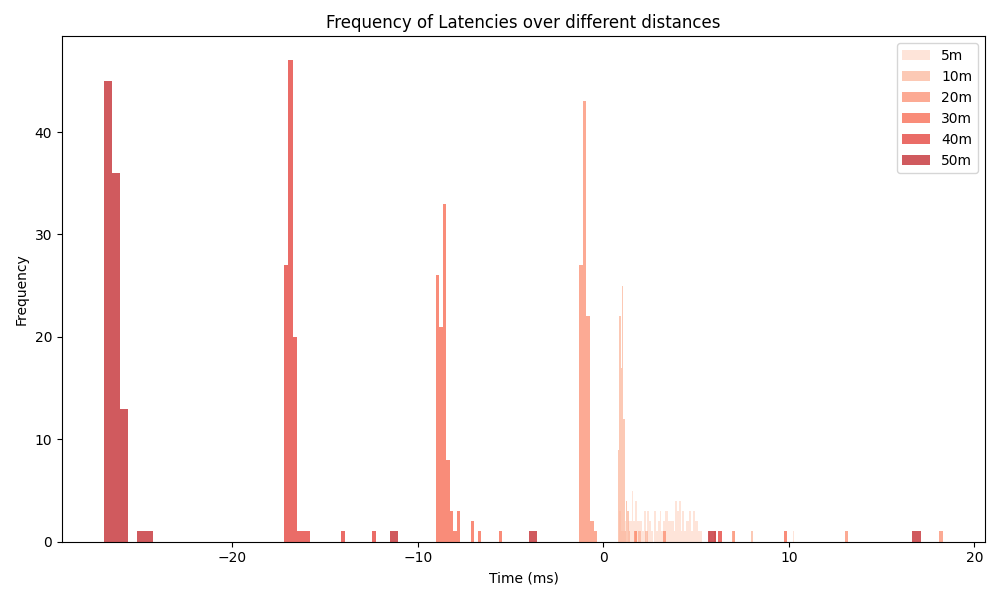 Frequency of Latencies over different distances
5m
10m
20m
30m
40m
50m
Frequency
40
30
20
10
0
−20
−10
0
10
20
Time (ms)